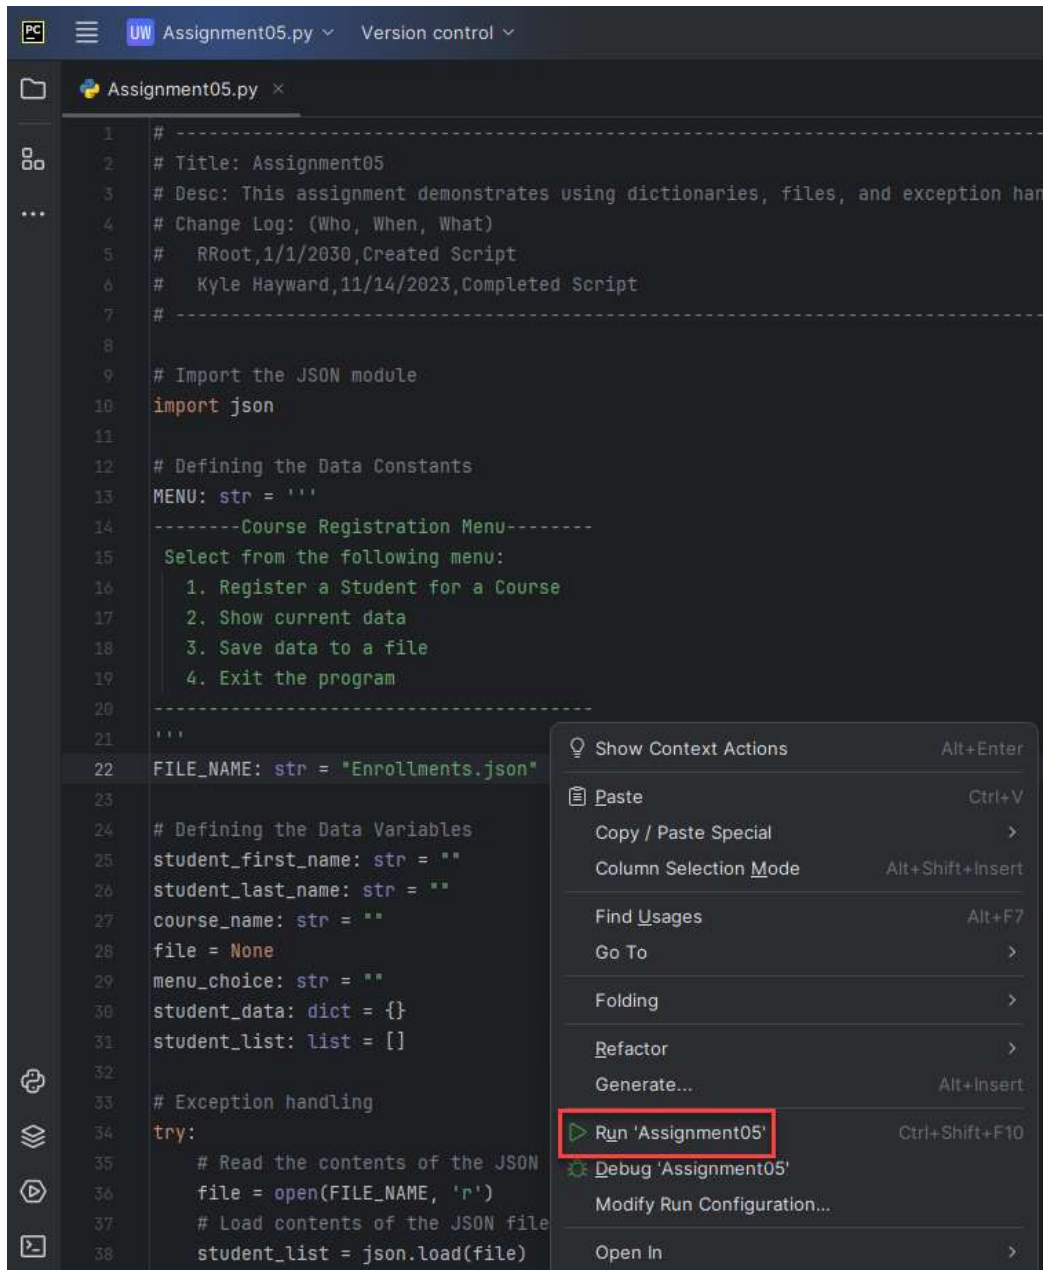 PC UW Assignment05.py Version control
Assignment05.py ×
1 # --------------------------------------------------------------------------------
2 # Title: Assignment05
3 # Desc: This assignment demonstrates using dictionaries, files, and exception han
4 # Change Log: (Who, When, What)
5 #   RRoot,1/1/2030,Created Script
6 #   Kyle Hayward,11/14/2023,Completed Script
7 # --------------------------------------------------------------------------------
8
9 # Import the JSON module
10 import json
11
12 # Defining the Data Constants
13 MENU: str = '''
14 --------Course Registration Menu--------
15  Select from the following menu:
16    1. Register a Student for a Course
17    2. Show current data
18    3. Save data to a file
19    4. Exit the program
20 ----------------------------------------
21 '''
22 FILE_NAME: str = "Enrollments.json"
23
24 # Defining the Data Variables
25 student_first_name: str = ""
26 student_last_name: str = ""
27 course_name: str = ""
28 file = None
29 menu_choice: str = ""
30 student_data: dict = {}
31 student_list: list = []
32
33 # Exception handling
34 try:
35     # Read the contents of the JSON
36     file = open(FILE_NAME, 'r')
37     # Load contents of the JSON file
38     student_list = json.load(file)
Show Context Actions Alt+Enter
Paste Ctrl+V
Copy / Paste Special
Column Selection Mode Alt+Shift+Insert
Find Usages Alt+F7
Go To
Folding
Refactor
Generate... Alt+Insert
Run 'Assignment05' Ctrl+Shift+F10
Debug 'Assignment05'
Modify Run Configuration...
Open In